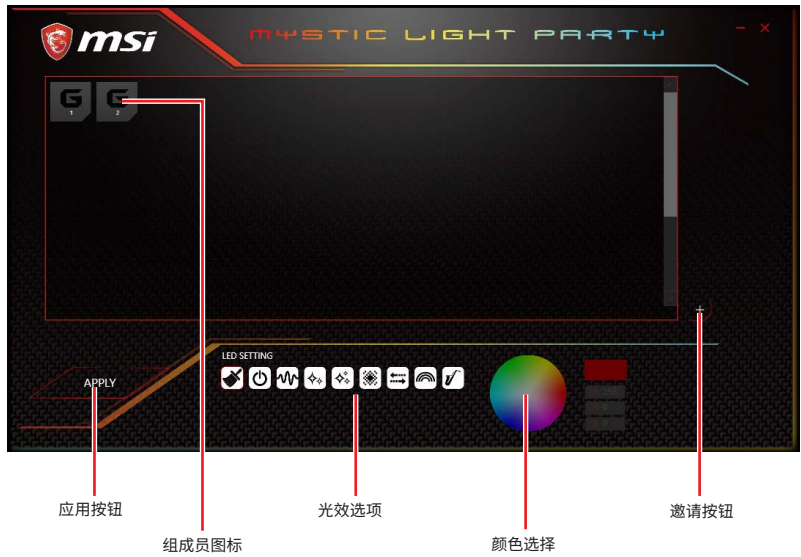 msi
MYSTIC LIGHT PARTY
G G
1 2
LED SETTING
APPLY
应用按钮
光效选项
邀请按钮
组成员图标
颜色选择